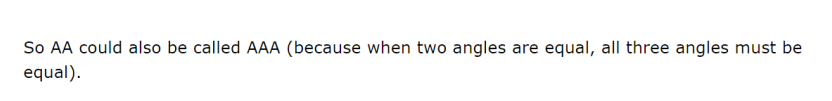 So AA could also be called AAA (because when two angles are equal, all three angles must be
equal).